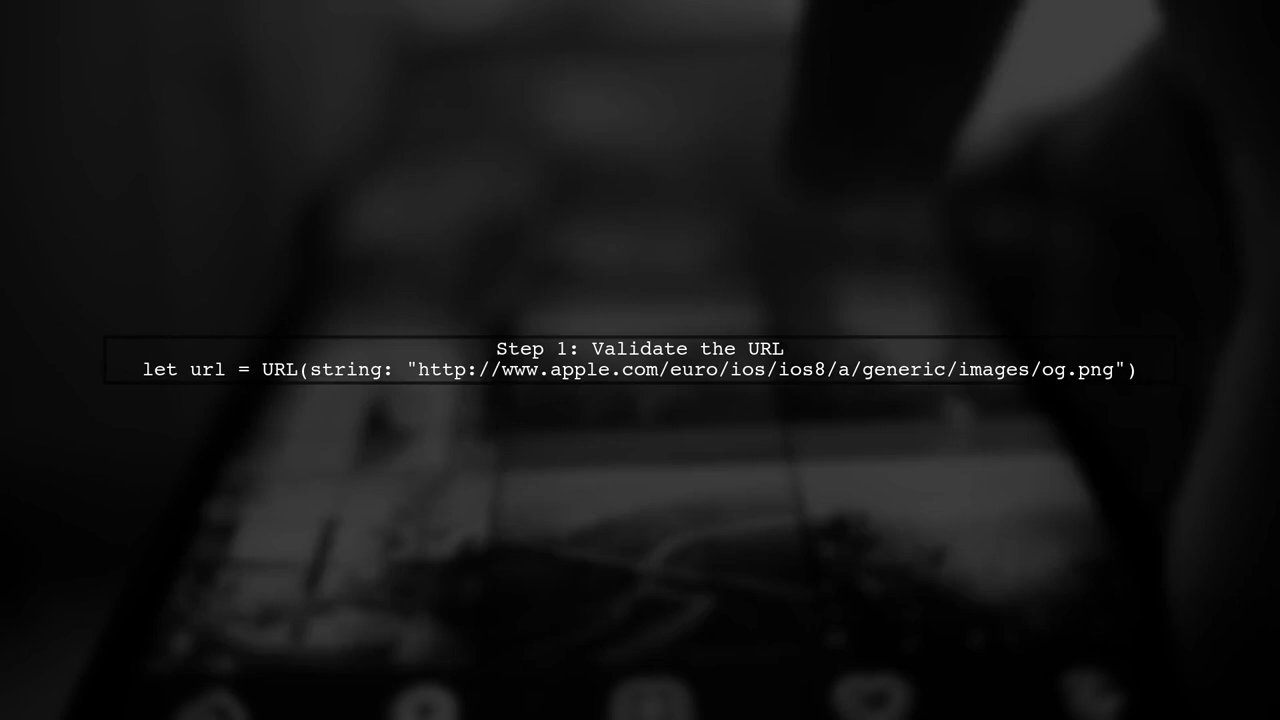 Step 1: Validate the URL
let url = URL(string: "http://www.apple.com/euro/ios/ios8/a/generic/images/og.png")